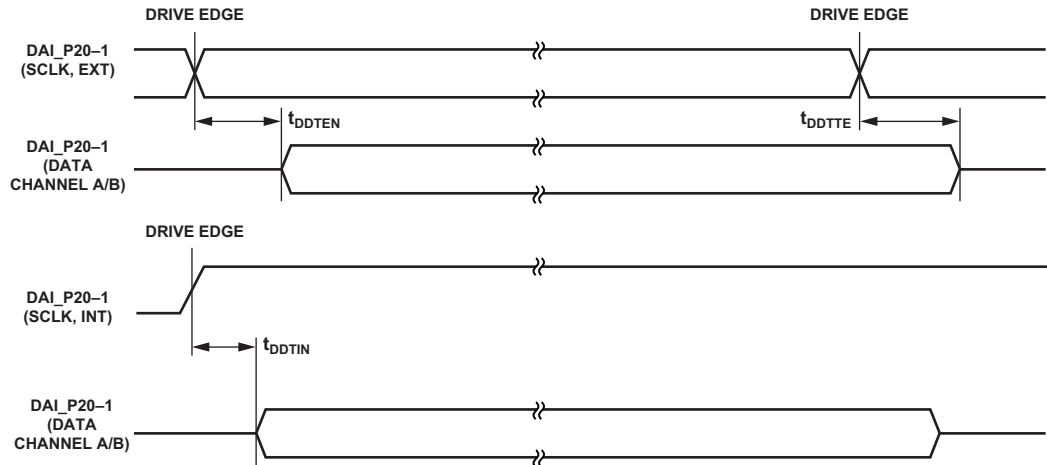 DRIVE EDGE
DRIVE EDGE
DAI_P20–1
(SCLK, EXT)
tDDTEN
tDDTTE
DAI_P20–1
(DATA
CHANNEL A/B)
DRIVE EDGE
DAI_P20–1
(SCLK, INT)
tDDTIN
DAI_P20–1
(DATA
CHANNEL A/B)